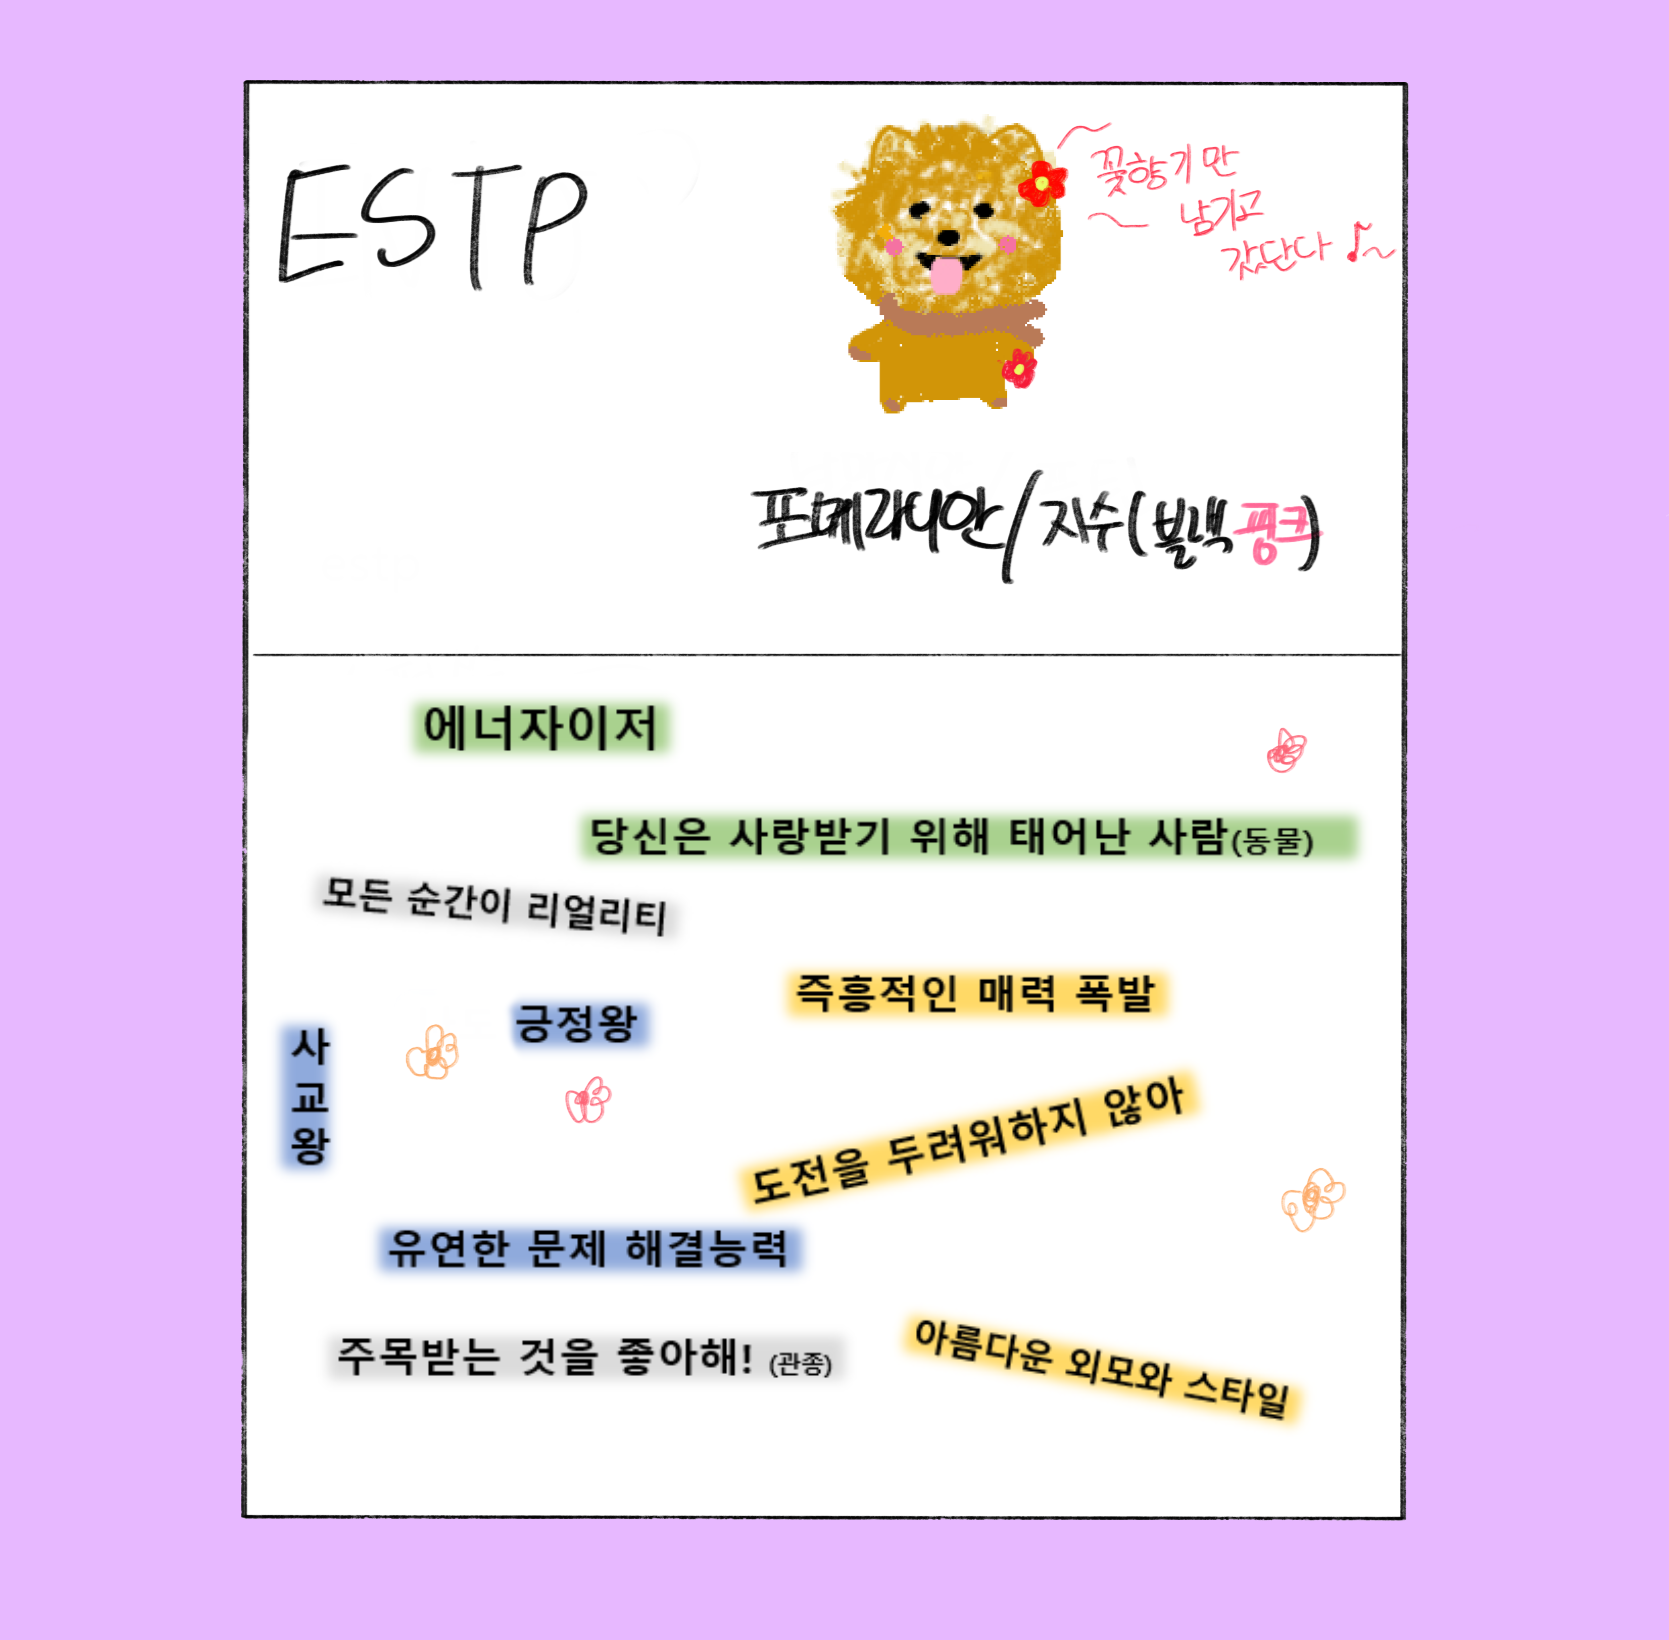 ESTP
꽃향기만
남기고
갔단다
포메라니안/지수(블랙핑크)
에너자이저
당신은 사랑받기 위해 태어난 사람(동물)
모든 순간이 리얼리티
즉흥적인 매력 폭발
긍정왕
사교왕
도전을 두려워하지 않아
유연한 문제 해결능력
주목받는 것을 좋아해! (관종)
아름다운 외모와 스타일